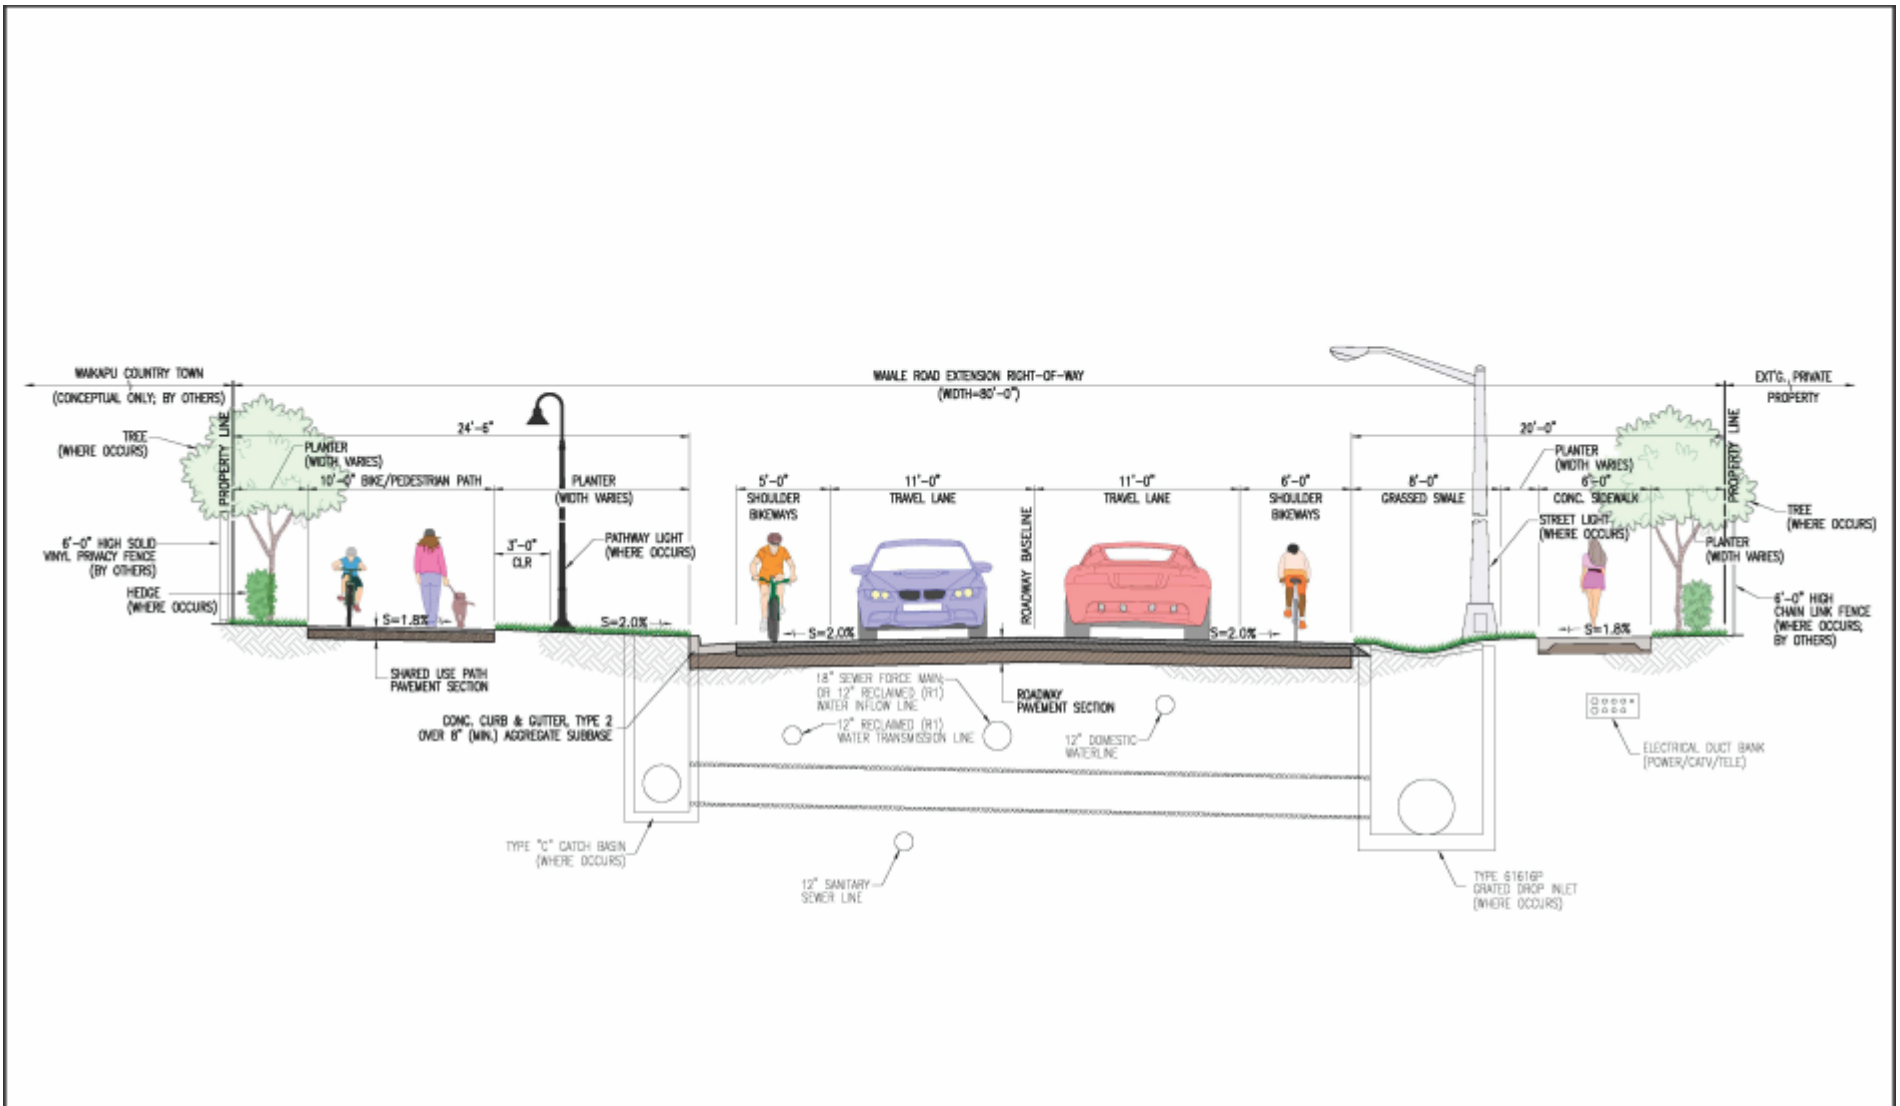 WAIKAPU COUNTRY TOWN
(CONCEPTUAL ONLY; BY OTHERS)
WAIALE ROAD EXTENSION RIGHT-OF-WAY
(WIDTH=80'-0")
EXT'G., PRIVATE
PROPERTY
TREE
(WHERE OCCURS)
PROPERTY LINE
24'-6"
PLANTER
(WIDTH VARIES)
10'-0" BIKE/PEDESTRIAN PATH
PLANTER
(WIDTH VARIES)
5'-0"
SHOULDER
BIKEWAYS
11'-0"
TRAVEL LANE
11'-0"
TRAVEL LANE
6'-0"
SHOULDER
BIKEWAYS
20'-0"
8'-0"
GRASSED SWALE
PLANTER
(WIDTH VARIES)
6'-0"
CONC. SIDEWALK
PROPERTY LINE
TREE
(WHERE OCCURS)
6'-0" HIGH SOLID
VINYL PRIVACY FENCE
(BY OTHERS)
HEDGE
(WHERE OCCURS)
3'-0"
CLR
PATHWAY LIGHT
(WHERE OCCURS)
ROADWAY BASELINE
STREET LIGHT
(WHERE OCCURS)
PLANTER
(WIDTH VARIES)
6'-0" HIGH
CHAIN LINK FENCE
(WHERE OCCURS;
BY OTHERS)
S=1.8%
S=2.0%
S=2.0%
S=2.0%
S=1.8%
SHARED USE PATH
PAVEMENT SECTION
CONC. CURB & GUTTER, TYPE 2
OVER 8" (MIN.) AGGREGATE SUBBASE
18" SEWER FORCE MAIN;
OR 12" RECLAIMED (R1)
WATER INFLOW LINE
12" RECLAIMED (R1)
WATER TRANSMISSION LINE
ROADWAY
PAVEMENT SECTION
12" DOMESTIC
WATERLINE
ELECTRICAL DUCT BANK
(POWER/CATV/TELE)
TYPE "C" CATCH BASIN
(WHERE OCCURS)
12" SANITARY
SEWER LINE
TYPE 61616P
GRATED DROP INLET
(WHERE OCCURS)